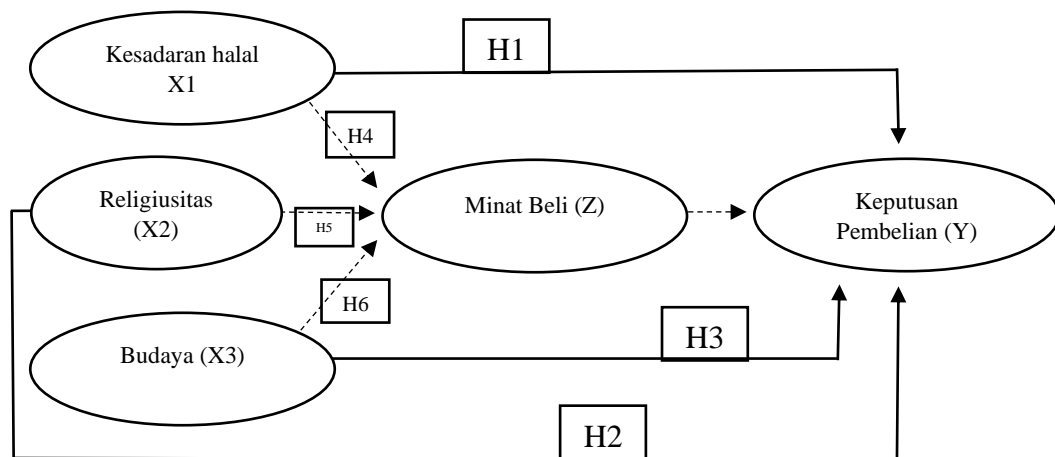 H1
Kesadaran halal
X1
H4
Religiusitas
(X2)
H5
Minat Beli (Z)
Keputusan
Pembelian (Y)
H6
H3
Budaya (X3)
H2